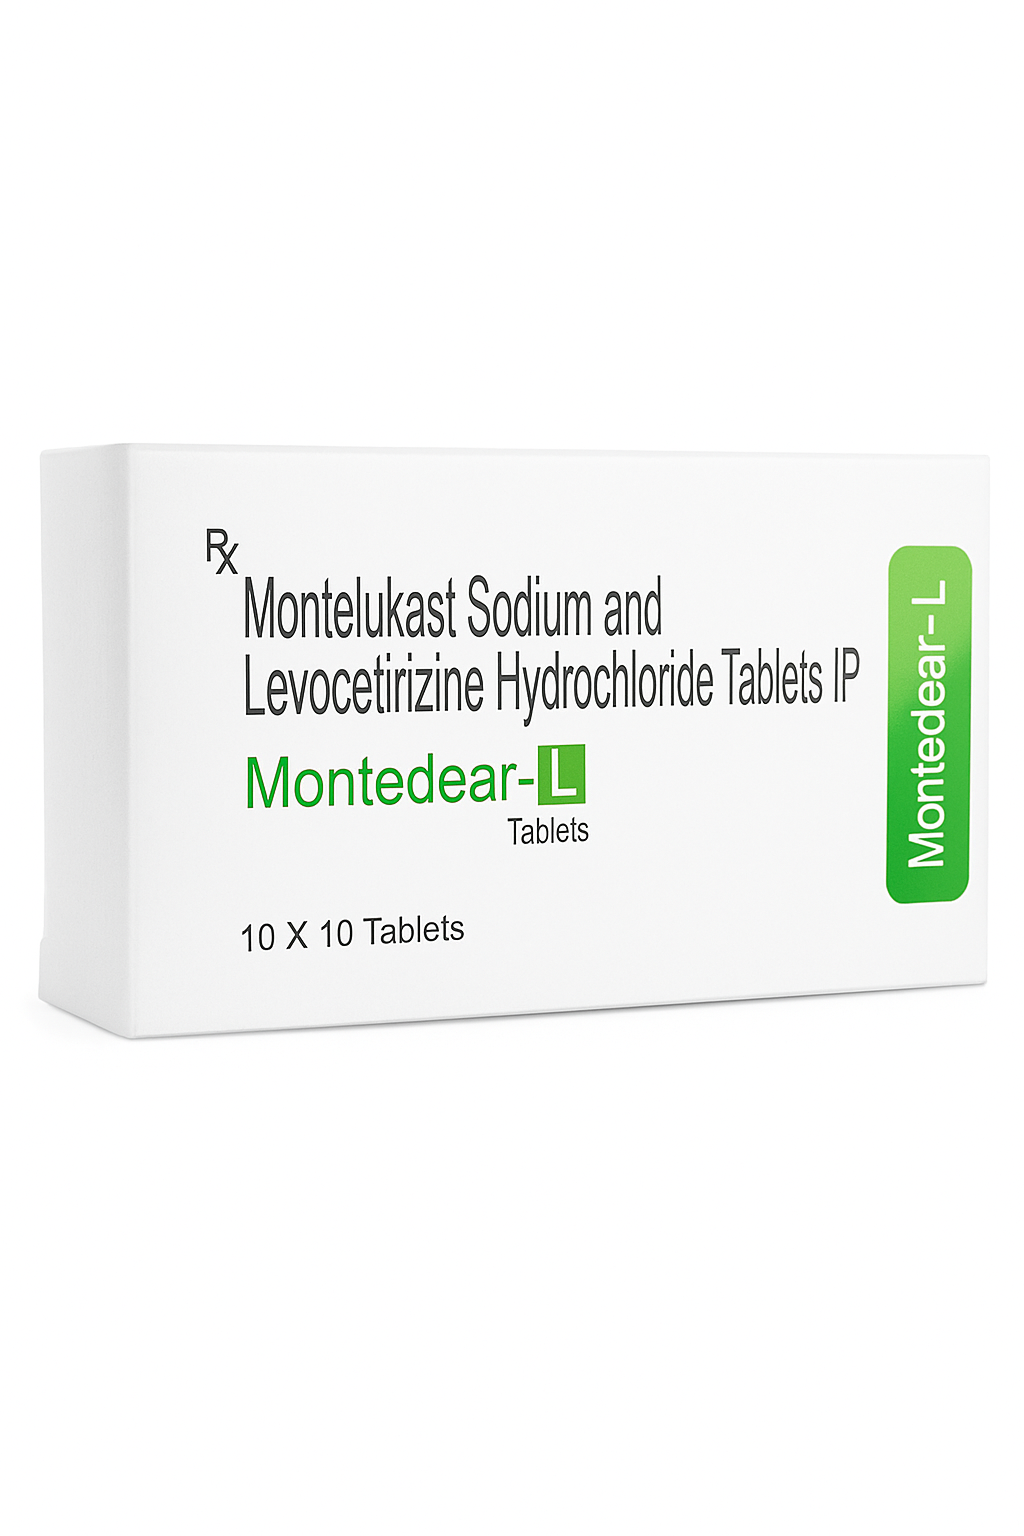 Rx
Montelukast Sodium and
Levocetirizine Hydrochloride Tablets IP
Montedear-L
Tablets
10 X 10 Tablets
Montedear-L